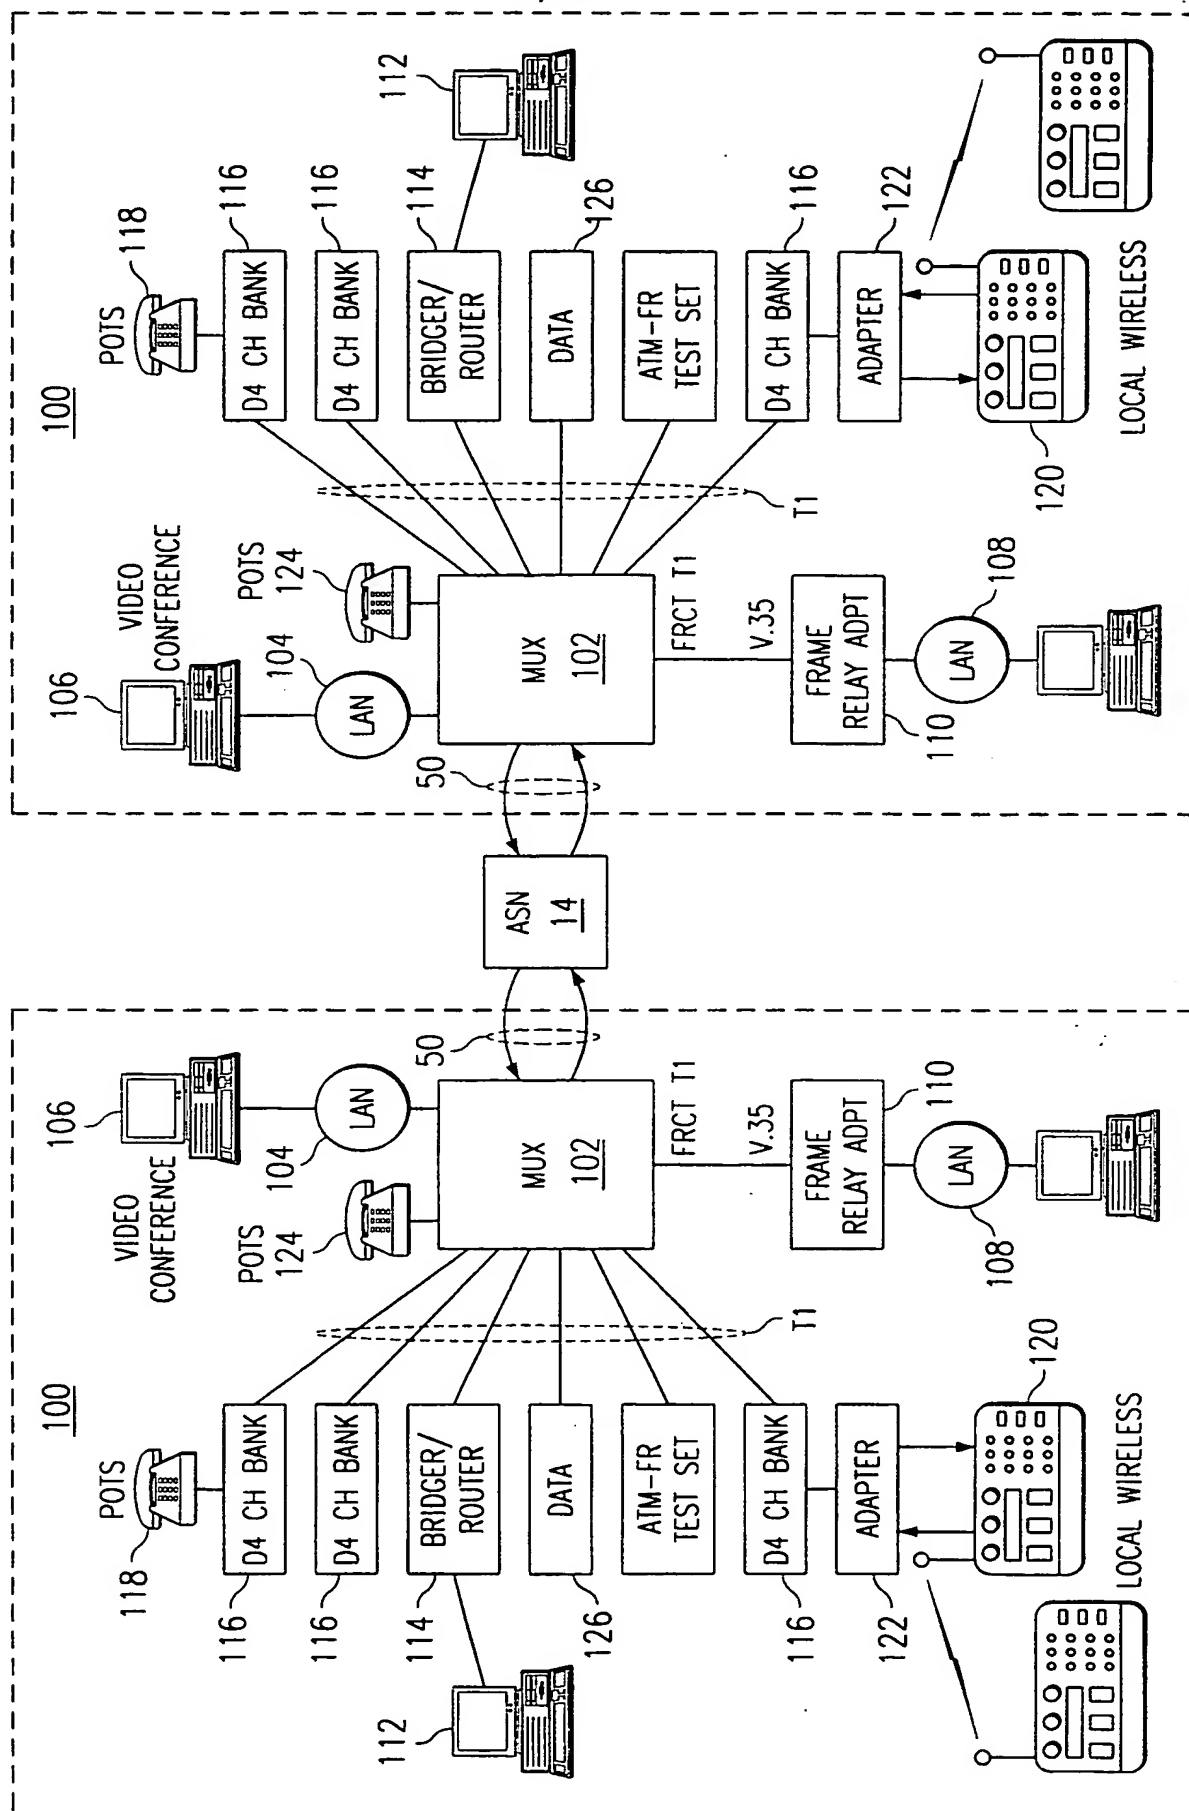 100
POTS
118
D4 CH BANK
116
D4 CH BANK
116
BRIDGER/
ROUTER
114
112
DATA
126
ATM-FR
TEST SET
D4 CH BANK
116
ADAPTER
122
120
LOCAL WIRELESS
T1
VIDEO
CONFERENCE
106
LAN
104
POTS
124
MUX
102
50
FRCT T1
V.35
FRAME
RELAY ADPT
110
LAN
108
ASN
14
50
VIDEO
CONFERENCE
106
LAN
104
POTS
124
MUX
102
FRCT T1
V.35
FRAME
RELAY ADPT
110
LAN
108
T1
100
POTS
118
D4 CH BANK
116
D4 CH BANK
116
BRIDGER/
ROUTER
114
112
DATA
126
ATM-FR
TEST SET
D4 CH BANK
116
ADAPTER
122
120
LOCAL WIRELESS